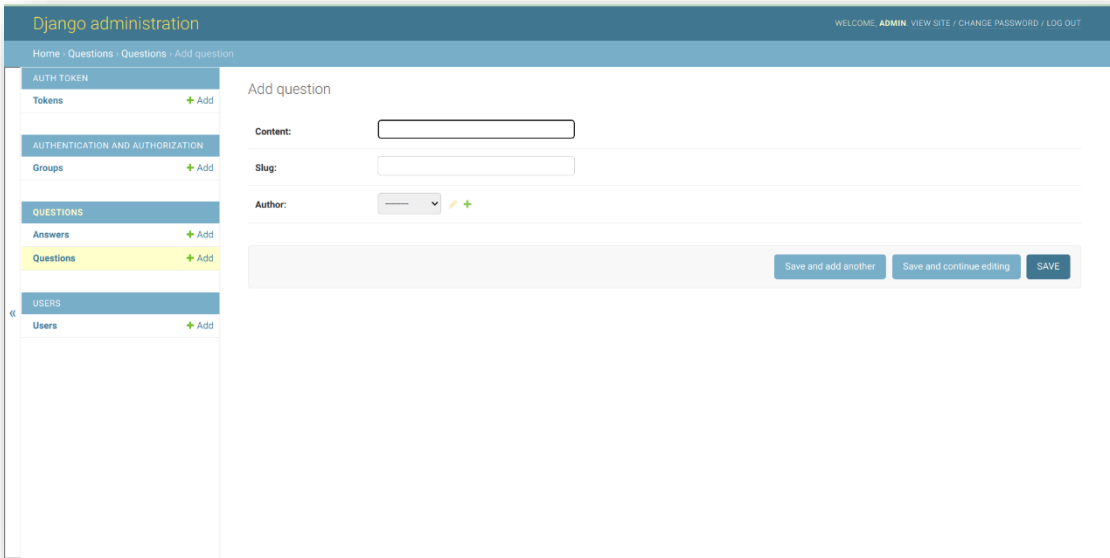 Django administration
WELCOME, ADMIN. VIEW SITE / CHANGE PASSWORD / LOG OUT
Home › Questions › Questions › Add question
AUTH TOKEN
Tokens + Add
AUTHENTICATION AND AUTHORIZATION
Groups + Add
QUESTIONS
Answers + Add
Questions + Add
USERS
Users + Add
«
Add question
Content:
Slug:
Author: --------
Save and add another Save and continue editing SAVE